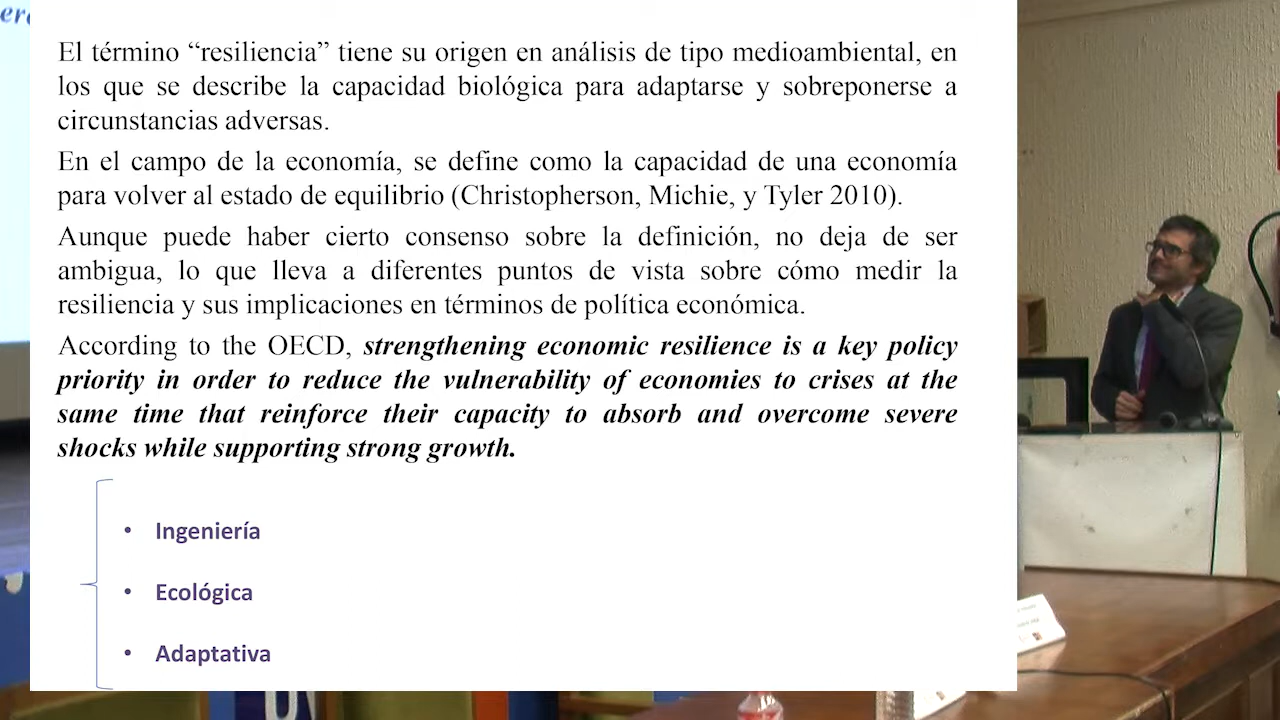 El término “resiliencia” tiene su origen en análisis de tipo medioambiental, en
los que se describe la capacidad biológica para adaptarse y sobreponerse a
circunstancias adversas.
En el campo de la economía, se define como la capacidad de una economía
para volver al estado de equilibrio (Christopherson, Michie, y Tyler 2010).
Aunque puede haber cierto consenso sobre la definición, no deja de ser
ambigua, lo que lleva a diferentes puntos de vista sobre cómo medir la
resiliencia y sus implicaciones en términos de política económica.
According to the OECD, strengthening economic resilience is a key policy
priority in order to reduce the vulnerability of economies to crises at the
same time that reinforce their capacity to absorb and overcome severe
shocks while supporting strong growth.
• Ingeniería
• Ecológica
• Adaptativa